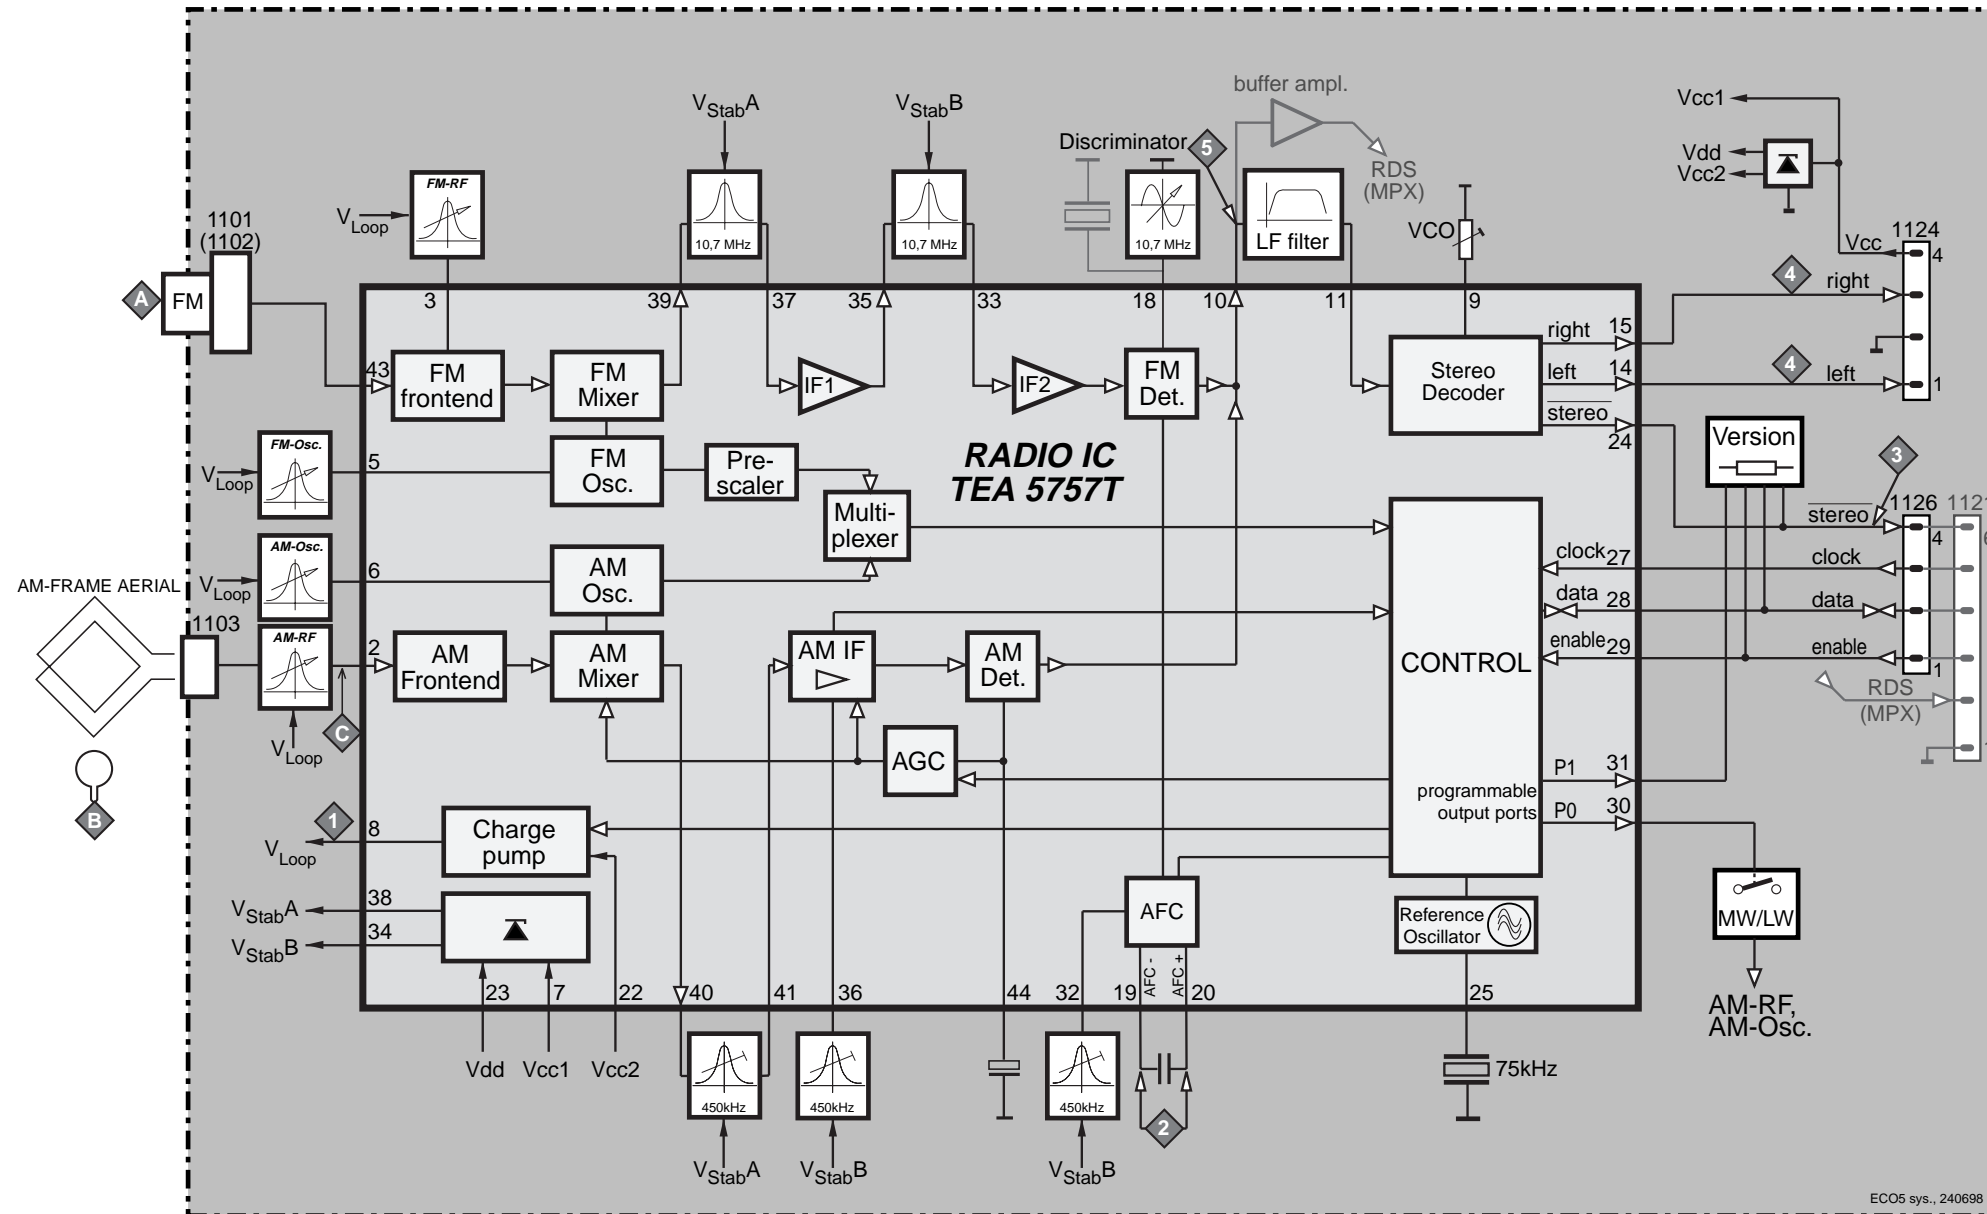 buffer ampl.
VStabA
VStabB
Vcc1
Discriminator
5
Vdd
Vcc2
RDS
(MPX)
FM-RF
VLoop
10,7 MHz
10,7 MHz
10,7 MHz
LF filter
VCO
1101
(1102)
1124
Vcc
4
4
right
A
FM
3
39
37
35
33
18
10
11
9
right
15
43
FM
frontend
FM
Mixer
IF1
IF2
FM
Det.
Stereo
Decoder
left
14
4
left
1
stereo
24
FM-Osc.
VLoop
5
FM
Osc.
Pre-
scaler
RADIO IC
TEA 5757T
Version
3
Multi-
plexer
stereo
1126
4
AM-Osc.
VLoop
6
AM
Osc.
clock
27
clock
data
28
data
AM-FRAME AERIAL
1103
AM-RF
2
AM
Frontend
AM
Mixer
AM IF
AM
Det.
CONTROL
enable
29
enable
1
RDS
(MPX)
C
VLoop
AGC
P1
31
programmable
output ports
P0
30
B
1
VLoop
8
Charge
pump
VStabA
38
VStabB
34
AFC
Reference
Oscillator
MW/LW
AFC -
AFC +
23
7
22
40
41
36
44
32
19
20
25
AM-RF,
AM-Osc.
Vdd
Vcc1
Vcc2
450kHz
450kHz
450kHz
75kHz
2
VStabA
VStabB
VStabB
ECO5 sys., 240698